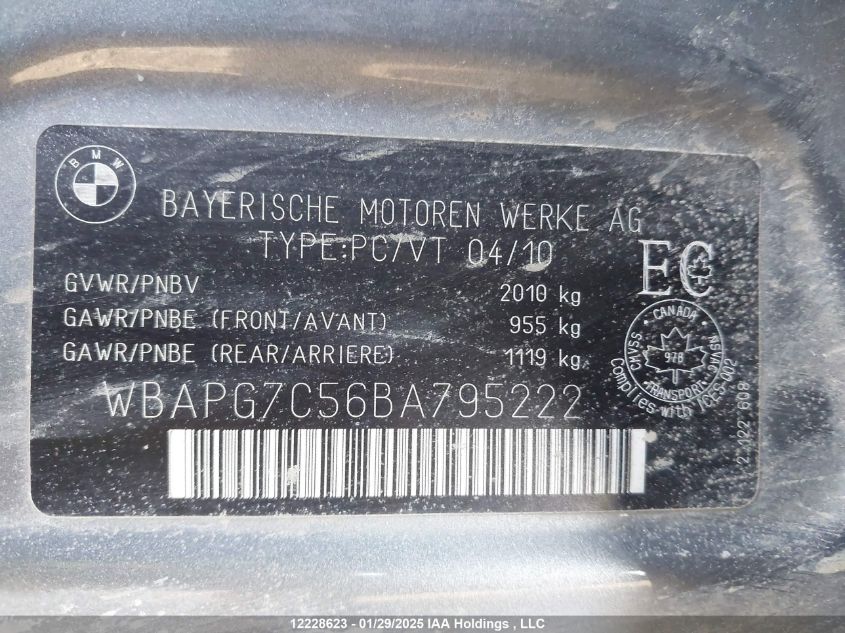 BMW
BAYERISCHE MOTOREN WERKE AG
TYPE:PC/VT 04/10
EC
GVWR/PNBV 2010 kg
GAWR/PNBE (FRONT/AVANT) 955 kg
GAWR/PNBE (REAR/ARRIERE) 1119 kg
CANADA
CMVSS
NSVAC
978
TRANSPORT
Complies with ICES-002
WBAPG7C56BA795222
12228623 - 01/29/2025 IAA Holdings , LLC